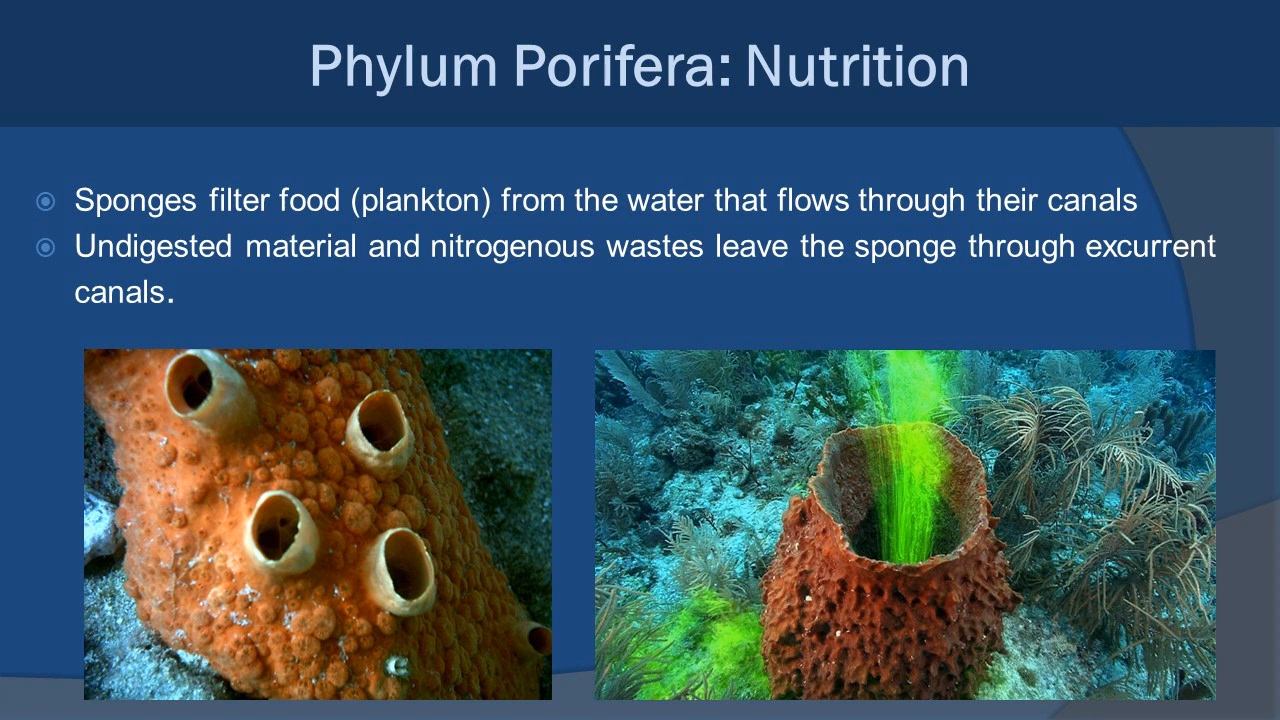 Phylum Porifera: Nutrition
Sponges filter food (plankton) from the water that flows through their canals
Undigested material and nitrogenous wastes leave the sponge through excurrent
canals.